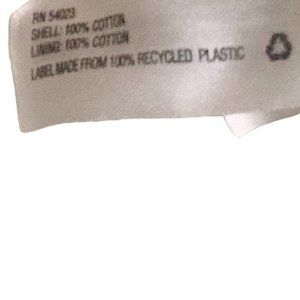 RN 54023
SHELL: 100% COTTON
LINING: 100% COTTON
LABEL MADE FROM 100% RECYCLED PLASTIC